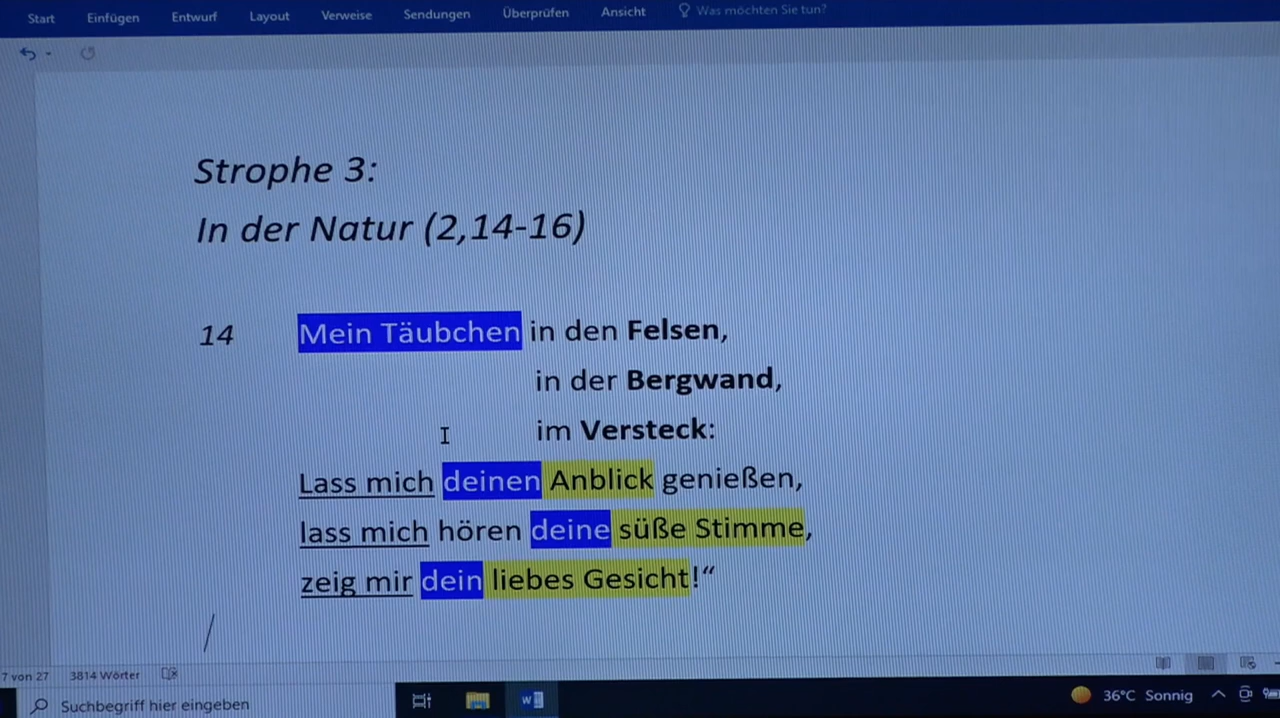 Start Einfügen Entwurf Layout Verweise Sendungen Überprüfen Ansicht Was möchten Sie tun?
Strophe 3:
In der Natur (2,14-16)
14 Mein Täubchen in den Felsen,
in der Bergwand,
im Versteck:
Lass mich deinen Anblick genießen,
lass mich hören deine süße Stimme,
zeig mir dein liebes Gesicht!“
7 von 27 3814 Wörter
Suchbegriff hier eingeben 36°C Sonnig